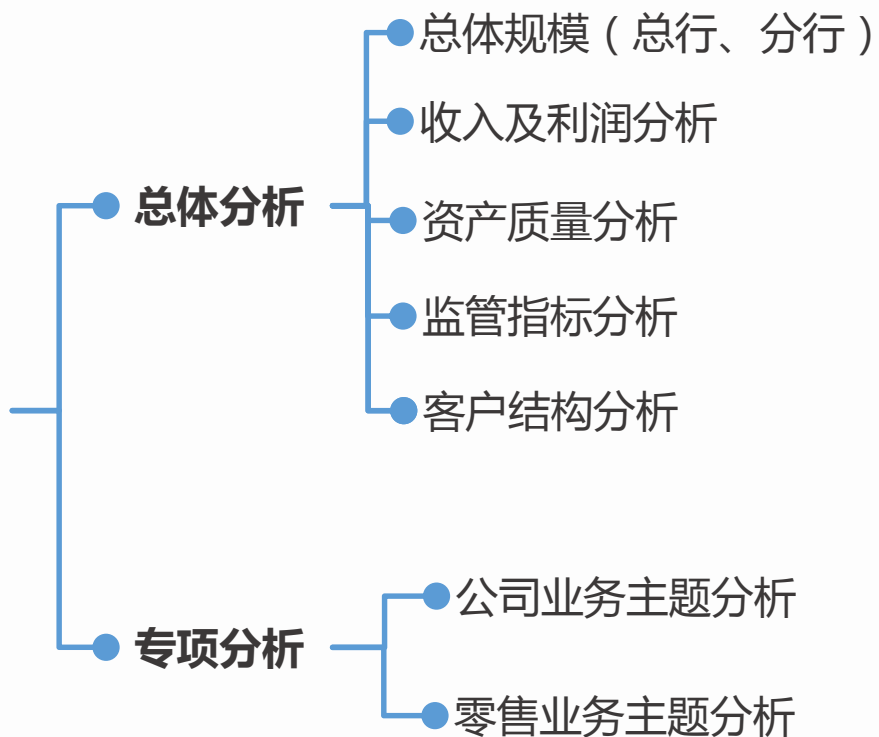 总体分析
总体规模（总行、分行）
收入及利润分析
资产质量分析
监管指标分析
客户结构分析
专项分析
公司业务主题分析
零售业务主题分析